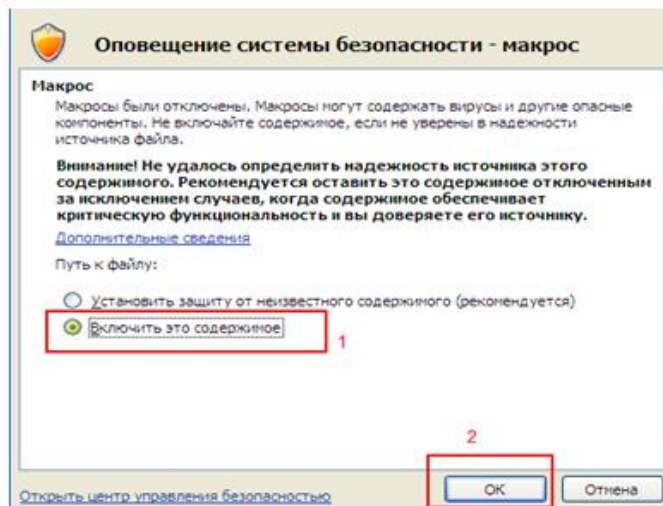 Оповещение системы безопасности - макрос
Макрос
Макросы были отключены. Макросы могут содержать вирусы и другие опасные
компоненты. Не включайте содержимое, если не уверены в надежности
источника файла.
Внимание! Не удалось определить надежность источника этого
содержимого. Рекомендуется оставить это содержимое отключенным
за исключением случаев, когда содержимое обеспечивает
критическую функциональность и вы доверяете его источнику.
Дополнительные сведения
Путь к файлу:
Установить защиту от неизвестного содержимого (рекомендуется)
Включить это содержимое
1
2
Открыть центр управления безопасностью
ОК
Отмена